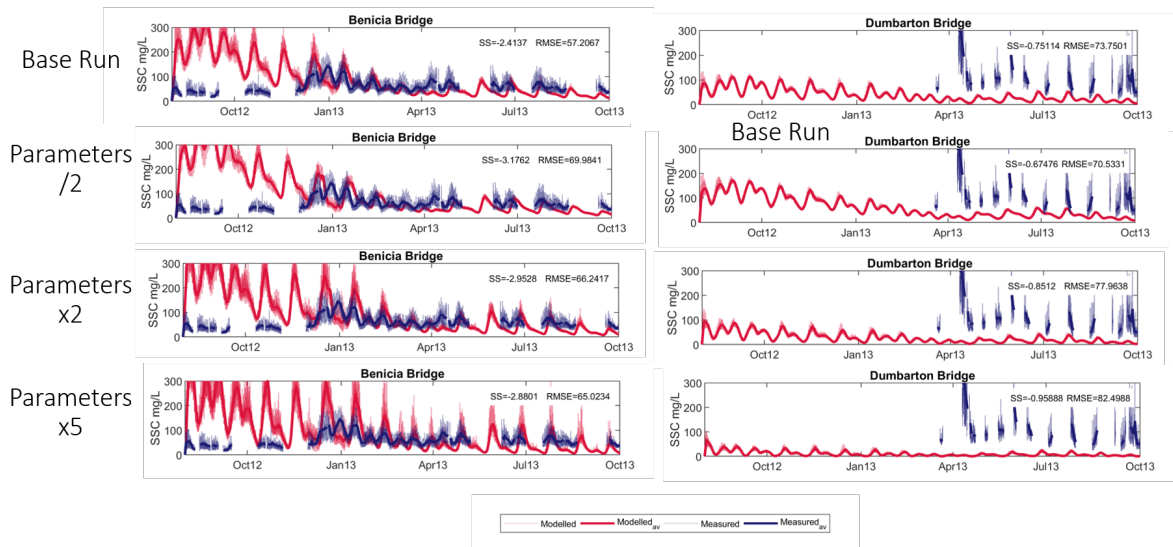 Base Run
Benicia Bridge
SS=-2.4137 RMSE=57.2067
SSC mg/L
300
200
100
0
Oct12 Jan13 Apr13 Jul13 Oct13
Dumbarton Bridge
SS=-0.75114 RMSE=73.7501
SSC mg/L
300
200
100
0
Oct12 Jan13 Apr13 Jul13 Oct13
Base Run
Parameters
/2
Benicia Bridge
SS=-3.1762 RMSE=69.9841
SSC mg/L
300
200
100
0
Oct12 Jan13 Apr13 Jul13 Oct13
Dumbarton Bridge
SS=-0.67476 RMSE=70.5331
SSC mg/L
300
200
100
0
Oct12 Jan13 Apr13 Jul13 Oct13
Parameters
x2
Benicia Bridge
SS=-2.9528 RMSE=66.2417
SSC mg/L
300
200
100
0
Oct12 Jan13 Apr13 Jul13 Oct13
Dumbarton Bridge
SS=-0.8512 RMSE=77.9638
SSC mg/L
300
200
100
0
Oct12 Jan13 Apr13 Jul13 Oct13
Parameters
x5
Benicia Bridge
SS=-2.8801 RMSE=65.0234
SSC mg/L
300
200
100
0
Oct12 Jan13 Apr13 Jul13 Oct13
Dumbarton Bridge
SS=-0.95888 RMSE=82.4988
SSC mg/L
300
200
100
0
Oct12 Jan13 Apr13 Jul13 Oct13
Modelled Modelled av Measured Measured av